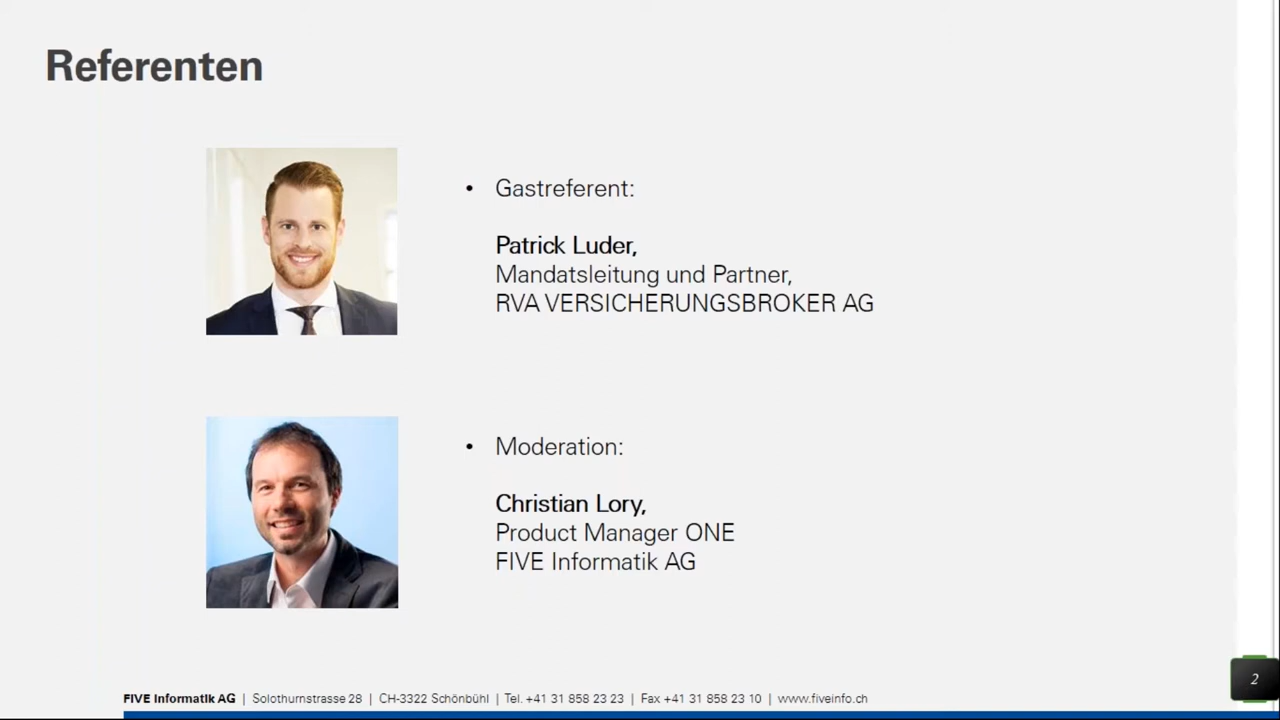 Referenten
• Gastreferent:
Patrick Luder,
Mandatsleitung und Partner,
RVA VERSICHERUNGSBROKER AG
• Moderation:
Christian Lory,
Product Manager ONE
FIVE Informatik AG
FIVE Informatik AG | Solothurnstrasse 28 | CH-3322 Schönbühl | Tel. +41 31 858 23 23 | Fax +41 31 858 23 10 | www.fiveinfo.ch
2